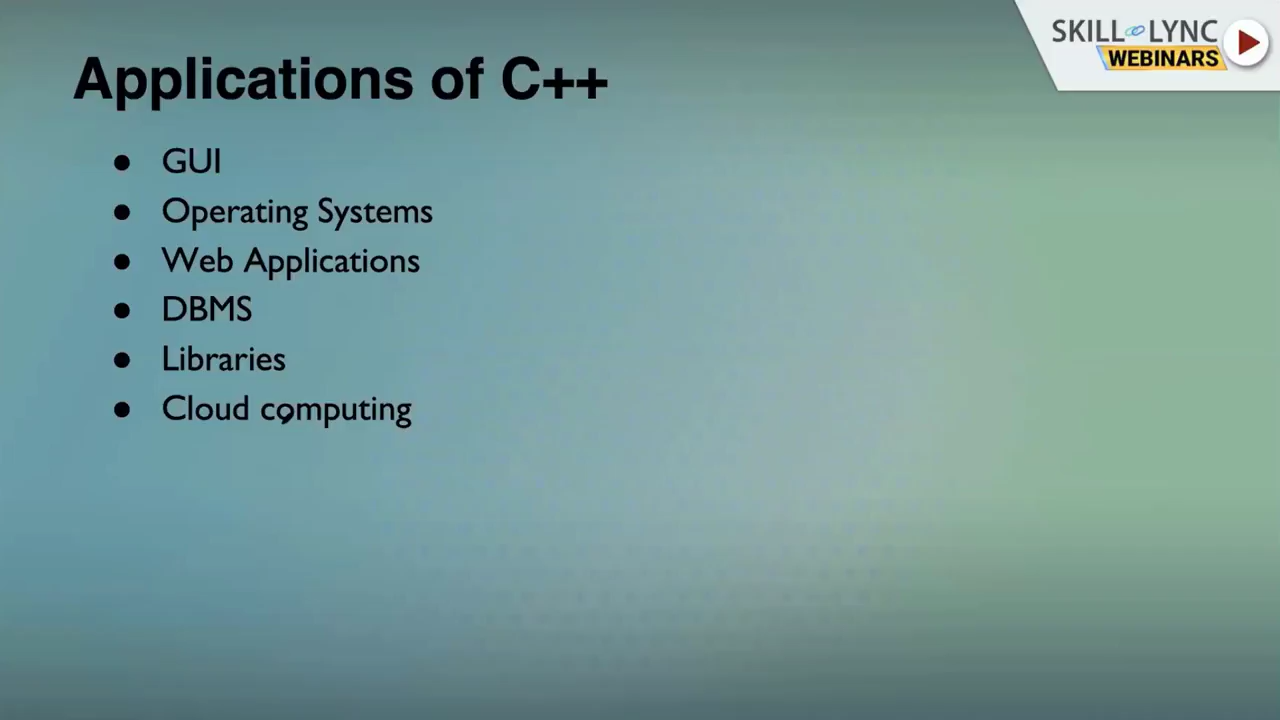 SKILL LYNC
WEBINARS
Applications of C++
● GUI
● Operating Systems
● Web Applications
● DBMS
● Libraries
● Cloud computing